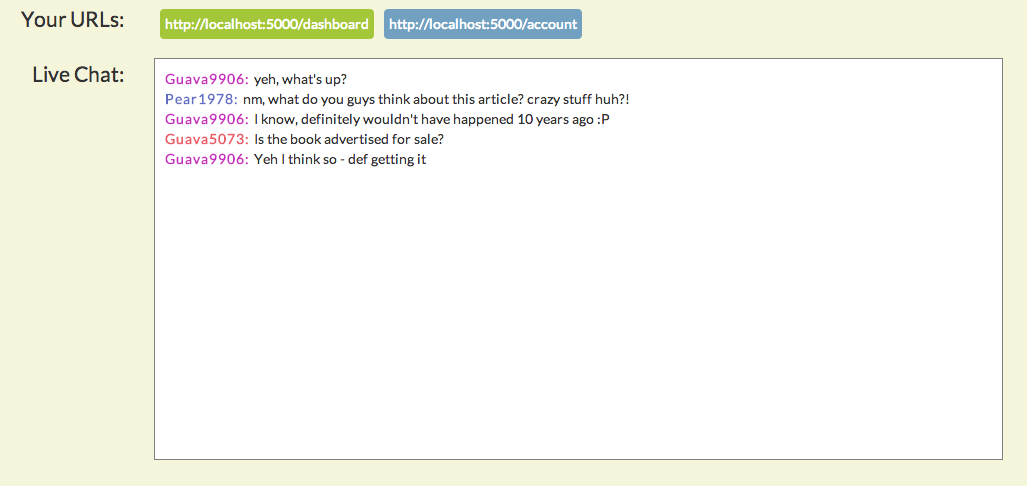 Your URLs: http://localhost:5000/dashboard http://localhost:5000/account
Live Chat:
Guava9906: yeh, what's up?
Pear1978: nm, what do you guys think about this article? crazy stuff huh?!
Guava9906: I know, definitely wouldn't have happened 10 years ago :P
Guava5073: Is the book advertised for sale?
Guava9906: Yeh I think so - def getting it